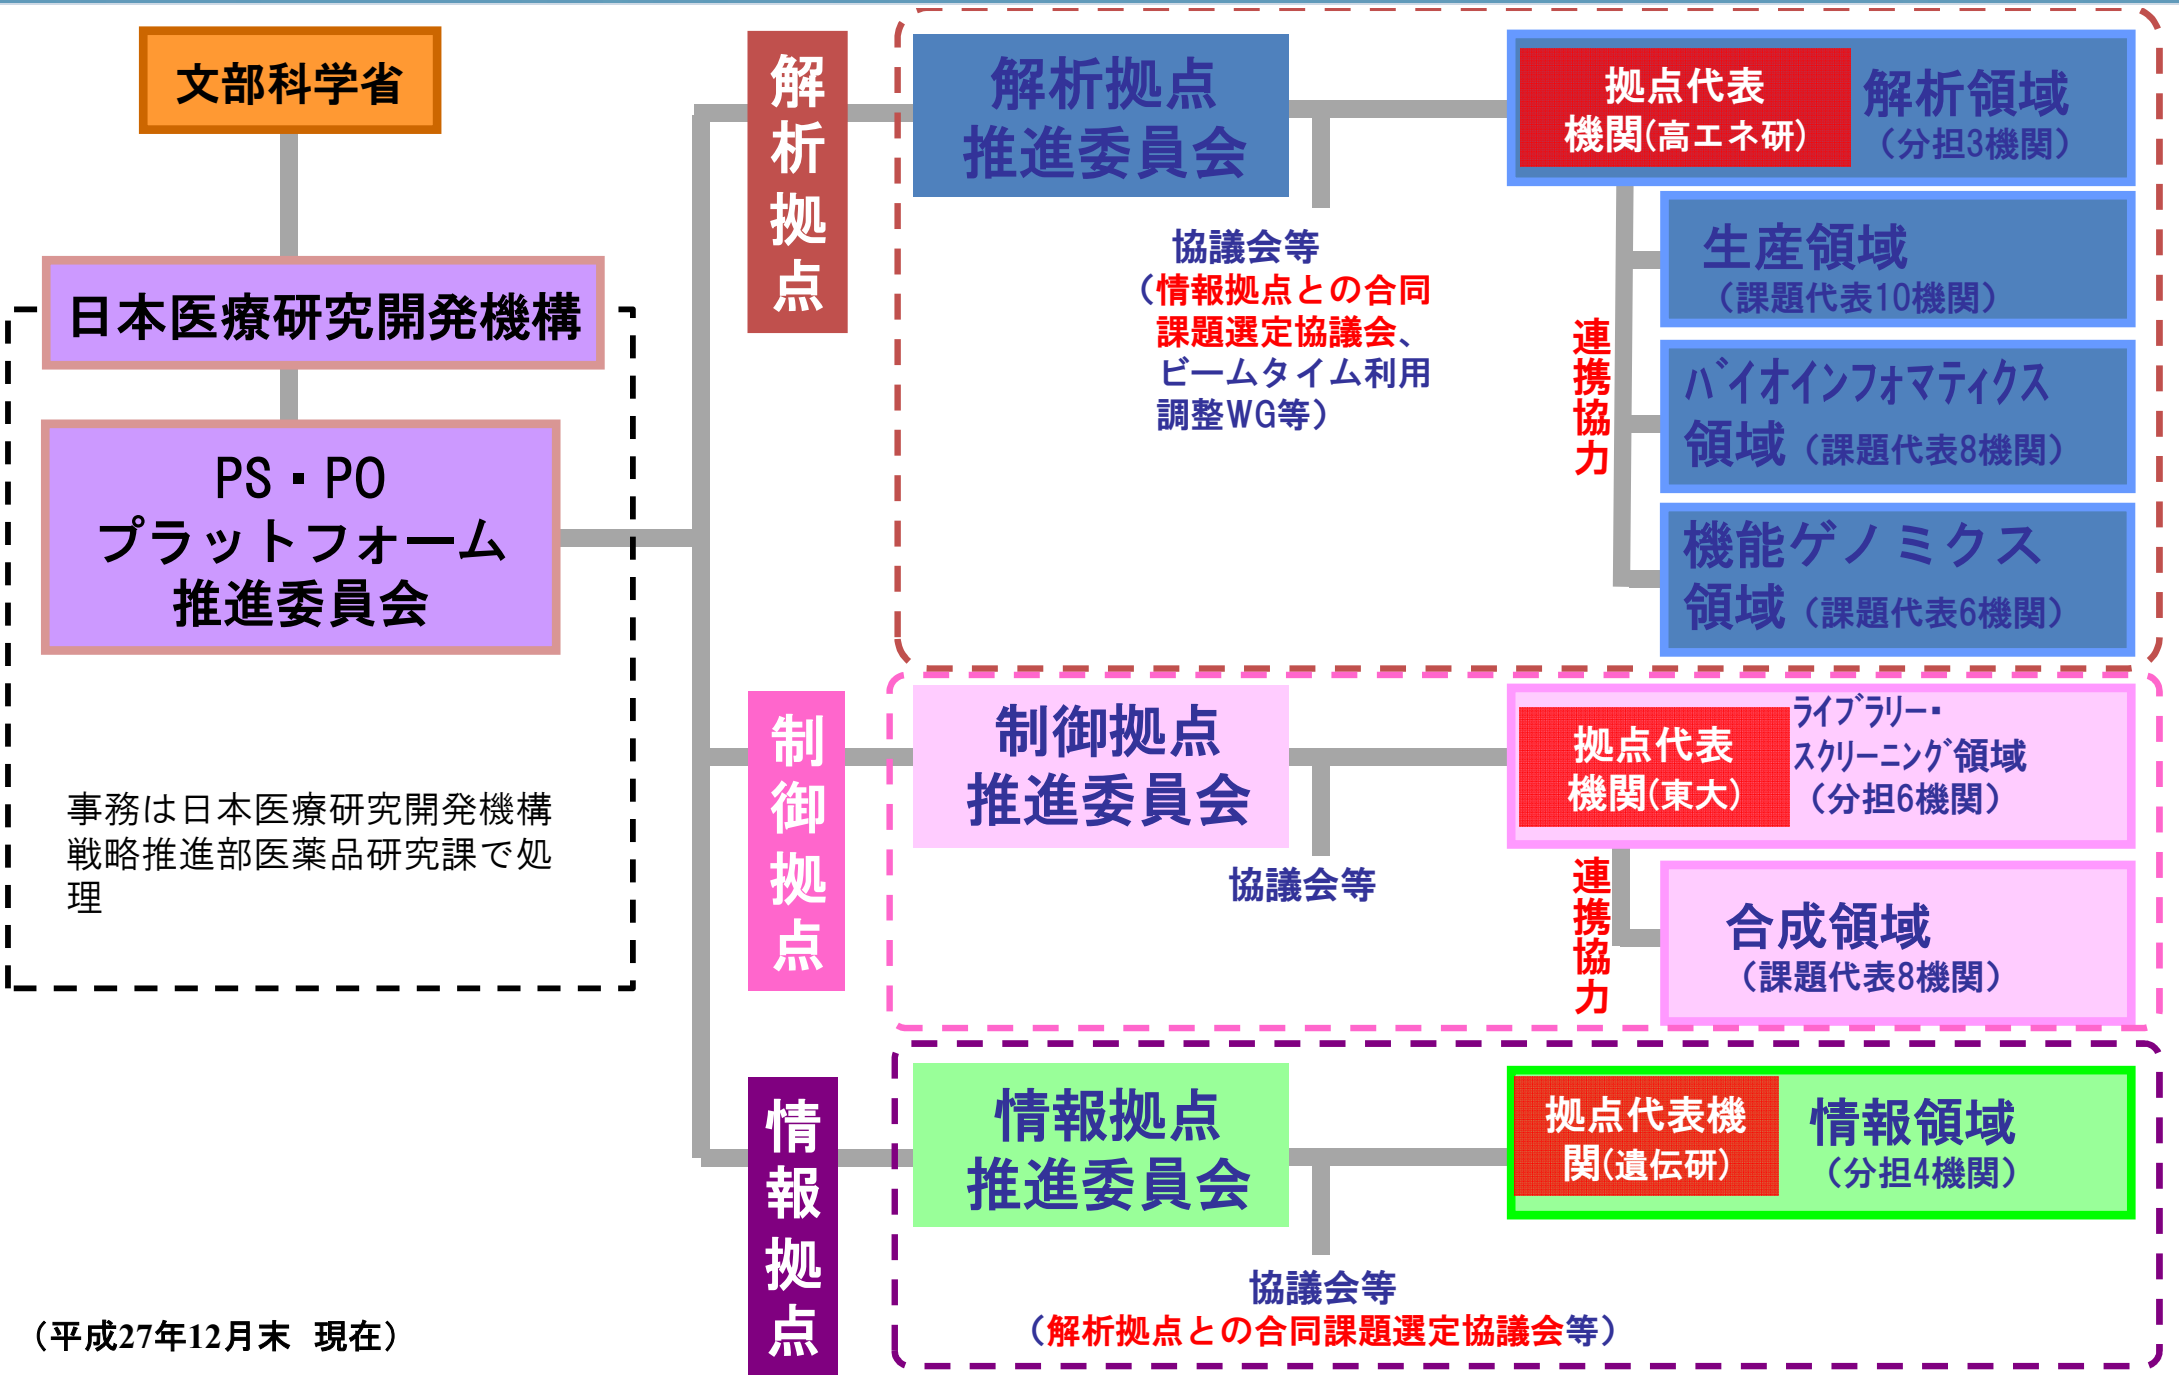 文部科学省
日本医療研究開発機構
PS・PO
プラットフォーム
推進委員会
事務は日本医療研究開発機構
戦略推進部医薬品研究課で処
理
（平成27年12月末　現在）
解析拠点
解析拠点
推進委員会
協議会等
（情報拠点との合同
課題選定協議会、
ビームタイム利用
調整WG等）
拠点代表
機関(高エネ研)
解析領域
（分担3機関）
連携協力
生産領域
（課題代表10機関）
ﾊﾞｲｵｲﾝﾌｫﾏﾃｨｸｽ
領域（課題代表8機関）
機能ゲノミクス
領域（課題代表6機関）
制御拠点
制御拠点
推進委員会
協議会等
拠点代表
機関(東大)
ﾗｲﾌﾞﾗﾘｰ・
ｽｸﾘｰﾆﾝｸﾞ領域
（分担6機関）
連携協力
合成領域
（課題代表8機関）
情報拠点
情報拠点
推進委員会
協議会等
（解析拠点との合同課題選定協議会等）
拠点代表機
関(遺伝研)
情報領域
（分担4機関）